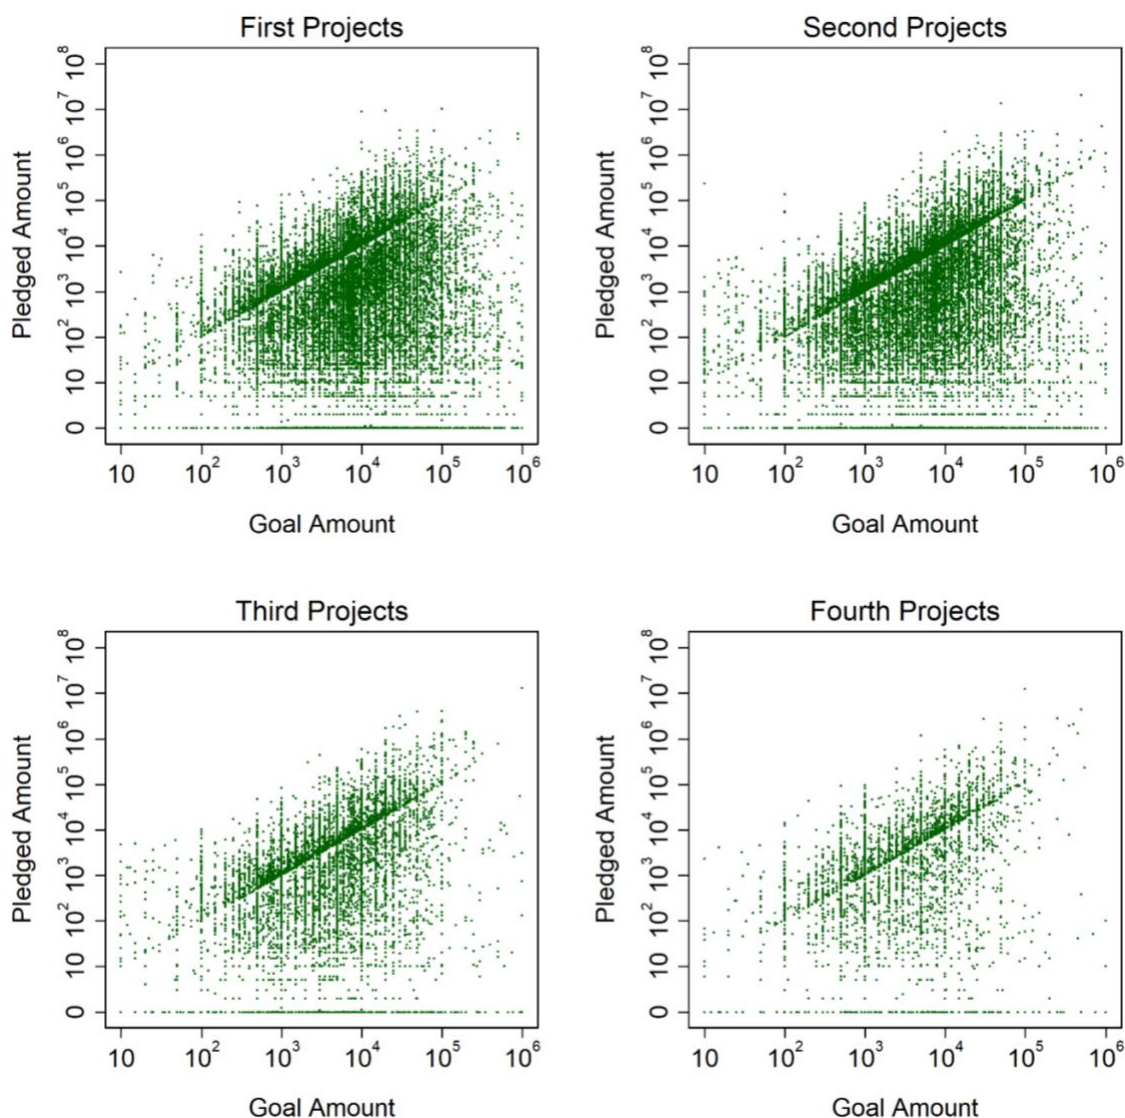 First Projects
Pledged Amount
10⁸
10⁷
10⁶
10⁵
10⁴
10³
10²
10
0
10 10² 10³ 10⁴ 10⁵ 10⁶
Goal Amount
Second Projects
Pledged Amount
10⁸
10⁷
10⁶
10⁵
10⁴
10³
10²
10
0
10 10² 10³ 10⁴ 10⁵ 10⁶
Goal Amount
Third Projects
Pledged Amount
10⁸
10⁷
10⁶
10⁵
10⁴
10³
10²
10
0
10 10² 10³ 10⁴ 10⁵ 10⁶
Goal Amount
Fourth Projects
Pledged Amount
10⁸
10⁷
10⁶
10⁵
10⁴
10³
10²
10
0
10 10² 10³ 10⁴ 10⁵ 10⁶
Goal Amount